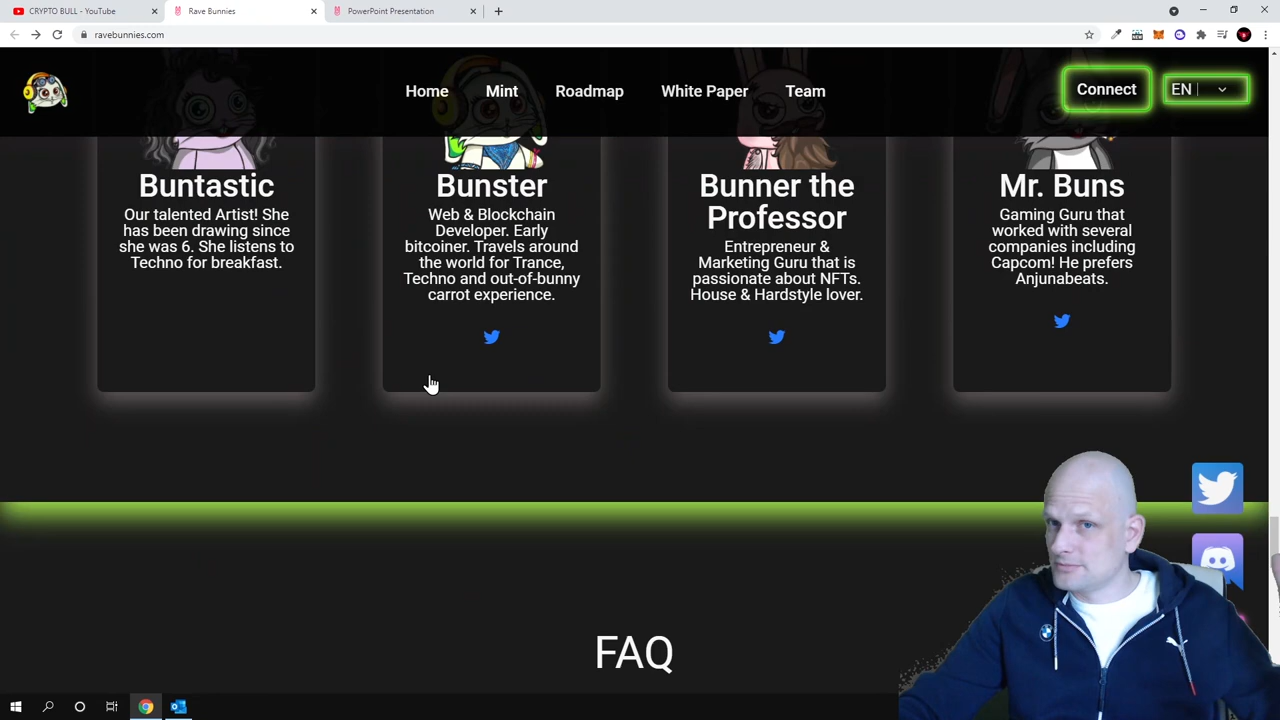 CRYPTO BULL - YouTube
Rave Bunnies
PowerPoint Presentation
ravebunnies.com
Home
Mint
Roadmap
White Paper
Team
Connect
EN
Buntastic
Our talented Artist! She
has been drawing since
she was 6. She listens to
Techno for breakfast.
Bunster
Web & Blockchain
Developer. Early
bitcoiner. Travels around
the world for Trance,
Techno and out-of-bunny
carrot experience.
Bunner the
Professor
Entrepreneur &
Marketing Guru that is
passionate about NFTs.
House & Hardstyle lover.
Mr. Buns
Gaming Guru that
worked with several
companies including
Capcom! He prefers
Anjunabeats.
FAQ